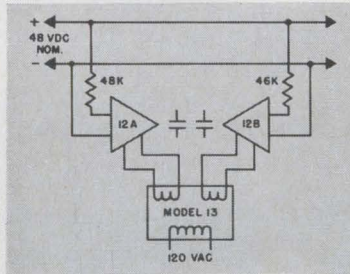 +
48 VDC
NOM.
-
48K
46K
12A
12B
MODEL 13
120 VAC